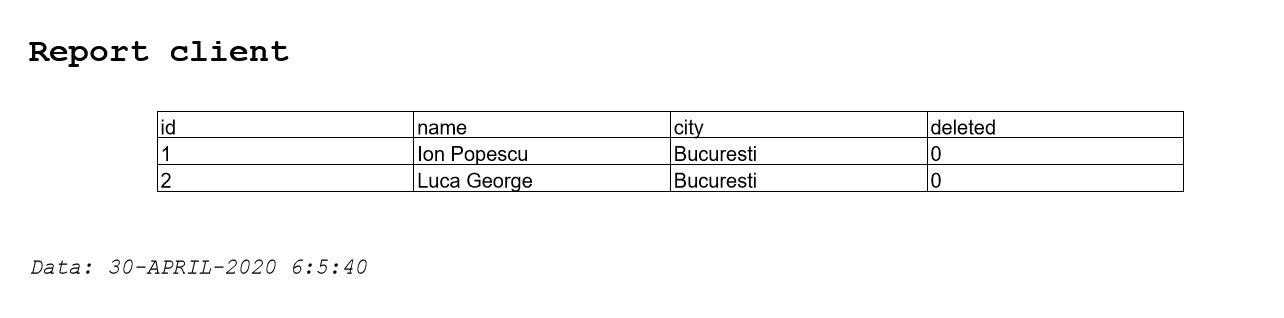 Report client
id name city deleted
1 Ion Popescu Bucuresti 0
2 Luca George Bucuresti 0
Data: 30-APRIL-2020 6:5:40